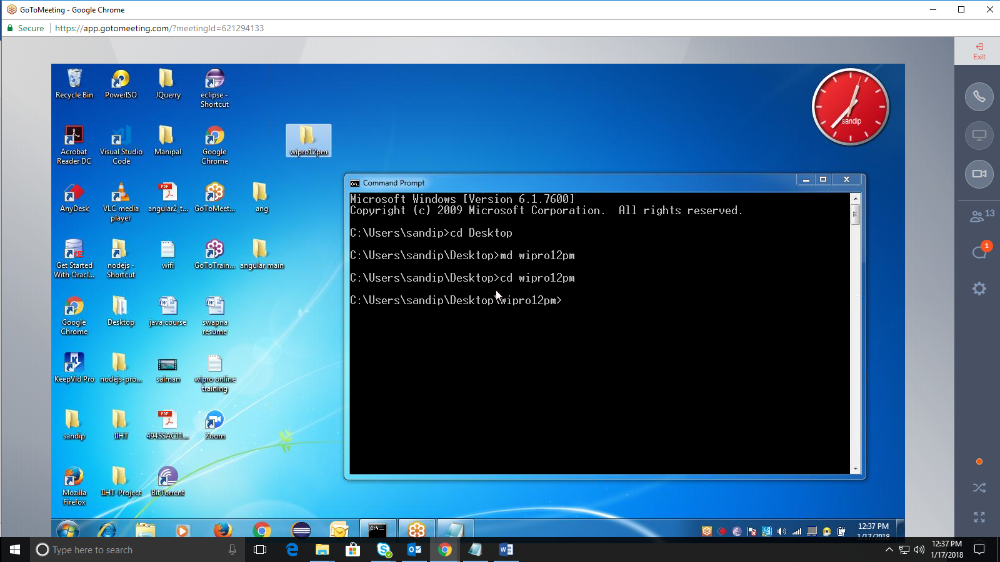 GoToMeeting - Google Chrome
Secure
https://app.gotomeeting.com/?meetingId=621294133
Exit
Recycle Bin
PowerISO
JQuerry
eclipse -
Shortcut
sandip
Acrobat
Reader DC
Visual Studio
Code
Manipal
Google
Chrome
wipro12pm
AnyDesk
VLC media
player
PDF
angular2_t...
GoToMeet...
ang
Get Started
With Oracl...
nodejs -
Shortcut
wifi
GoToTrain...
angular main
Google
Chrome
Desktop
java course
swapna
resume
KeepVid Pro
nodejs-pro...
salman
wipro online
training
sandip
IIHT
PDF
494SSAG11...
Zoom
Mozilla
Firefox
IIHT-Project
BitTorrent
C:\.
Command Prompt
Microsoft Windows [Version 6.1.7600]
Copyright (c) 2009 Microsoft Corporation.  All rights reserved.
C:\Users\sandip>cd Desktop
C:\Users\sandip\Desktop>md wipro12pm
C:\Users\sandip\Desktop>cd wipro12pm
C:\Users\sandip\Desktop\wipro12pm>
13
1
12:37 PM
1/17/2018
Type here to search
12:37 PM
1/17/2018